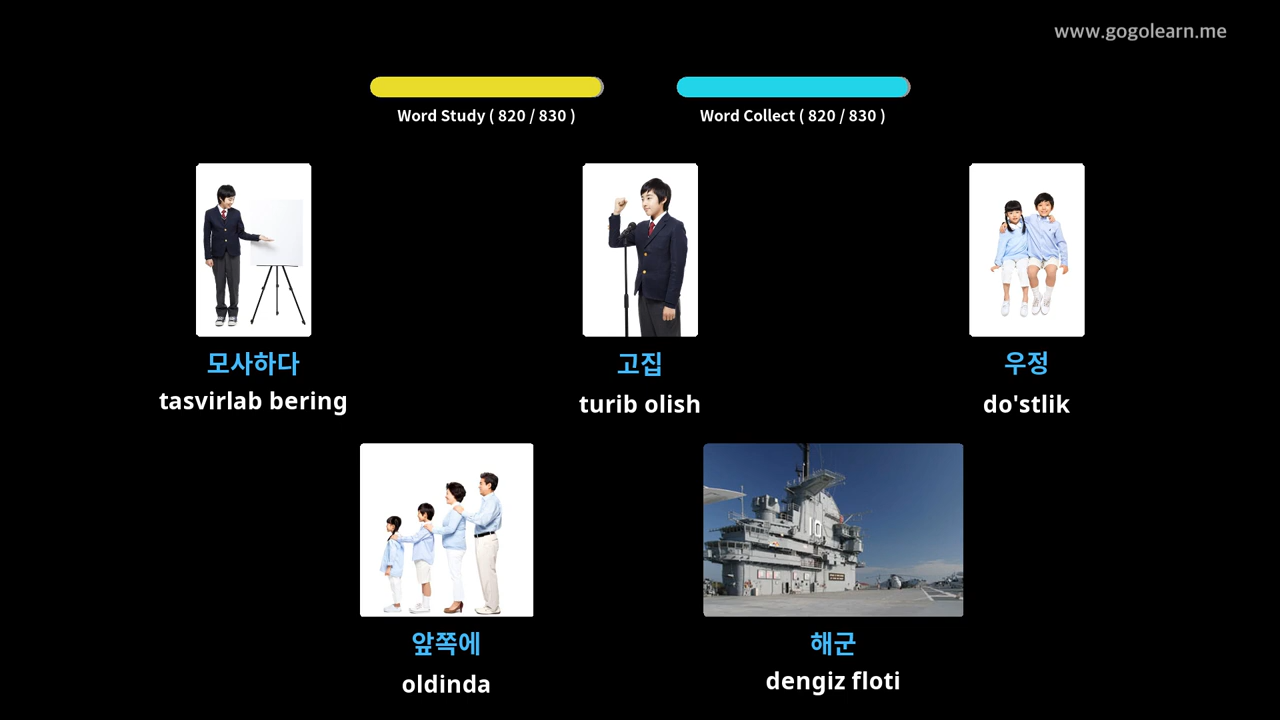 www.gogolearn.me
Word Study ( 820 / 830 )
Word Collect ( 820 / 830 )
모사하다
tasvirlab bering
고집
turib olish
우정
do'stlik
10
앞쪽에
oldinda
해군
dengiz floti